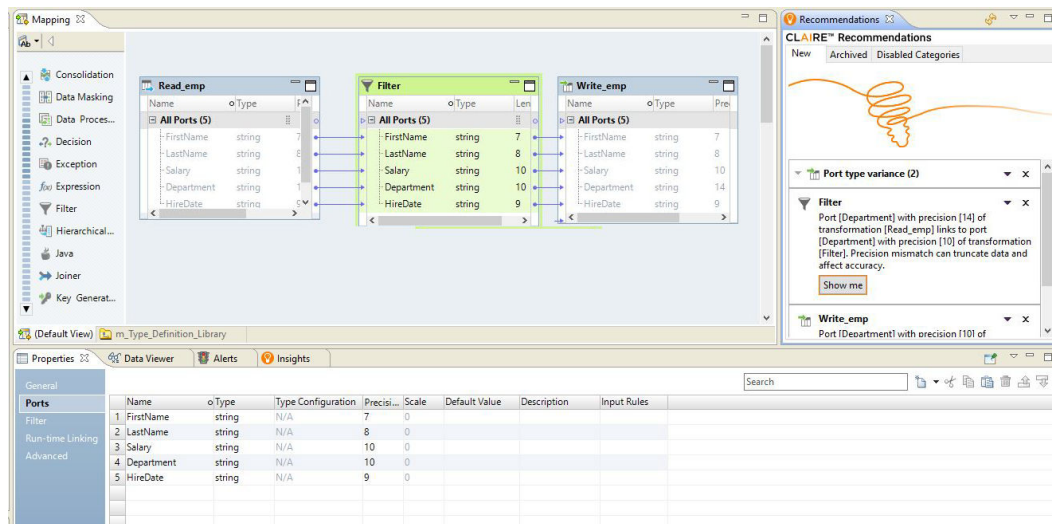 Mapping
Recommendations
CLAIRE™ Recommendations
New Archived Disabled Categories
Consolidation
Data Masking
Data Proces...
Decision
Exception
Expression
Filter
Hierarchical...
Java
Joiner
Key Generat...
Read_emp
Name Type
All Ports (5)
FirstName string 7
LastName string
Salary string
Department string
HireDate string
Filter
Name Type Len
All Ports (5)
FirstName string 7
LastName string 8
Salary string 10
Department string 10
HireDate string 9
Write_emp
Name Type Pre
All Ports (5)
FirstName string 7
LastName string 8
Salary string 10
Department string 14
HireDate string 9
Port type variance (2)
Filter
Port [Department] with precision [14] of
transformation [Read_emp] links to port
[Department] with precision [10] of transformation
[Filter]. Precision mismatch can truncate data and
affect accuracy.
Show me
Write_emp
Port [Department] with precision [10] of
(Default View) m_Type_Definition_Library
Properties Data Viewer Alerts Insights
Search
General
Ports
Filter
Run-time Linking
Advanced
Name Type Type Configuration Precisi... Scale Default Value Description Input Rules
1 FirstName string N/A 7 0
2 LastName string N/A 8 0
3 Salary string N/A 10 0
4 Department string N/A 10 0
5 HireDate string N/A 9 0